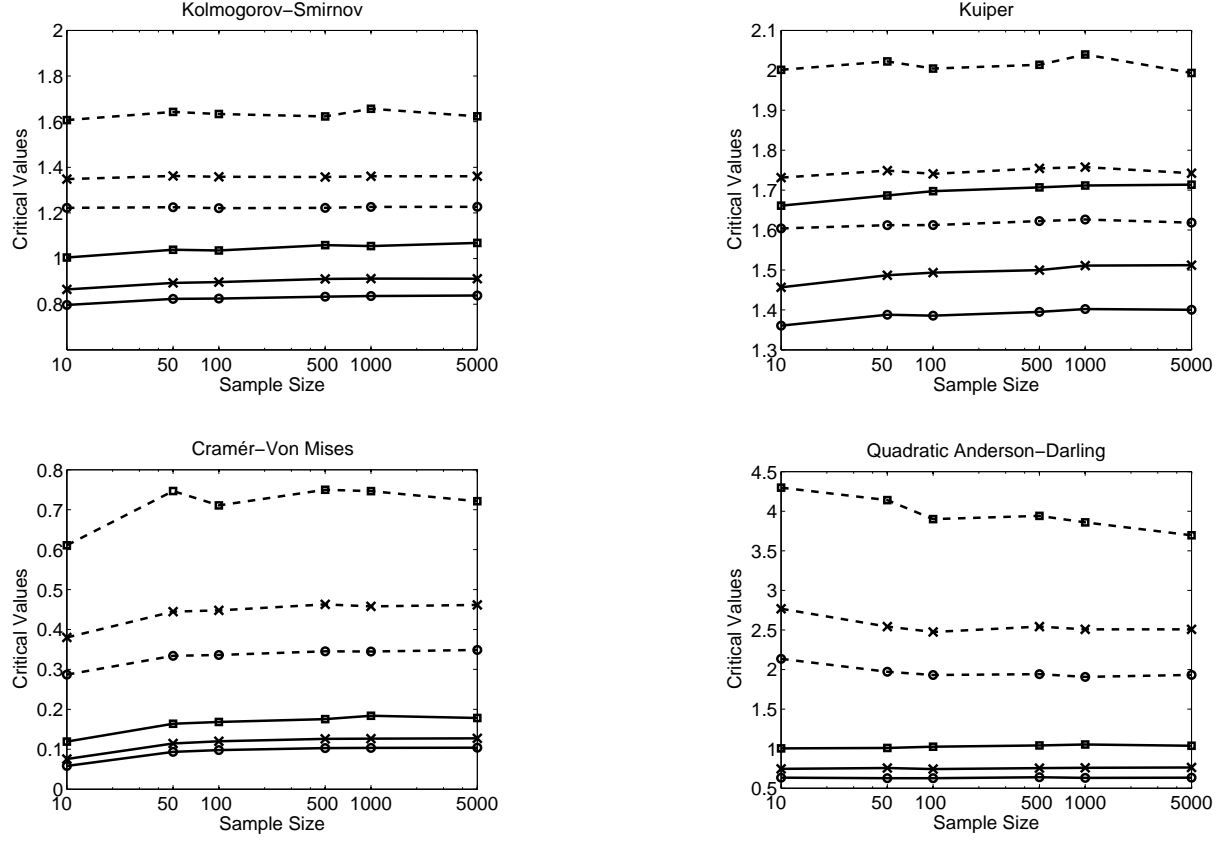 Kolmogorov−Smirnov
2
1.8
1.6
1.4
1.2
1
0.8
Critical Values
10 50 100 500 1000 5000
Sample Size
Kuiper
2.1
2
1.9
1.8
1.7
1.6
1.5
1.4
1.3
Critical Values
10 50 100 500 1000 5000
Sample Size
Cramér−Von Mises
0.8
0.7
0.6
0.5
0.4
0.3
0.2
0.1
0
Critical Values
10 50 100 500 1000 5000
Sample Size
Quadratic Anderson−Darling
4.5
4
3.5
3
2.5
2
1.5
1
0.5
Critical Values
10 50 100 500 1000 5000
Sample Size